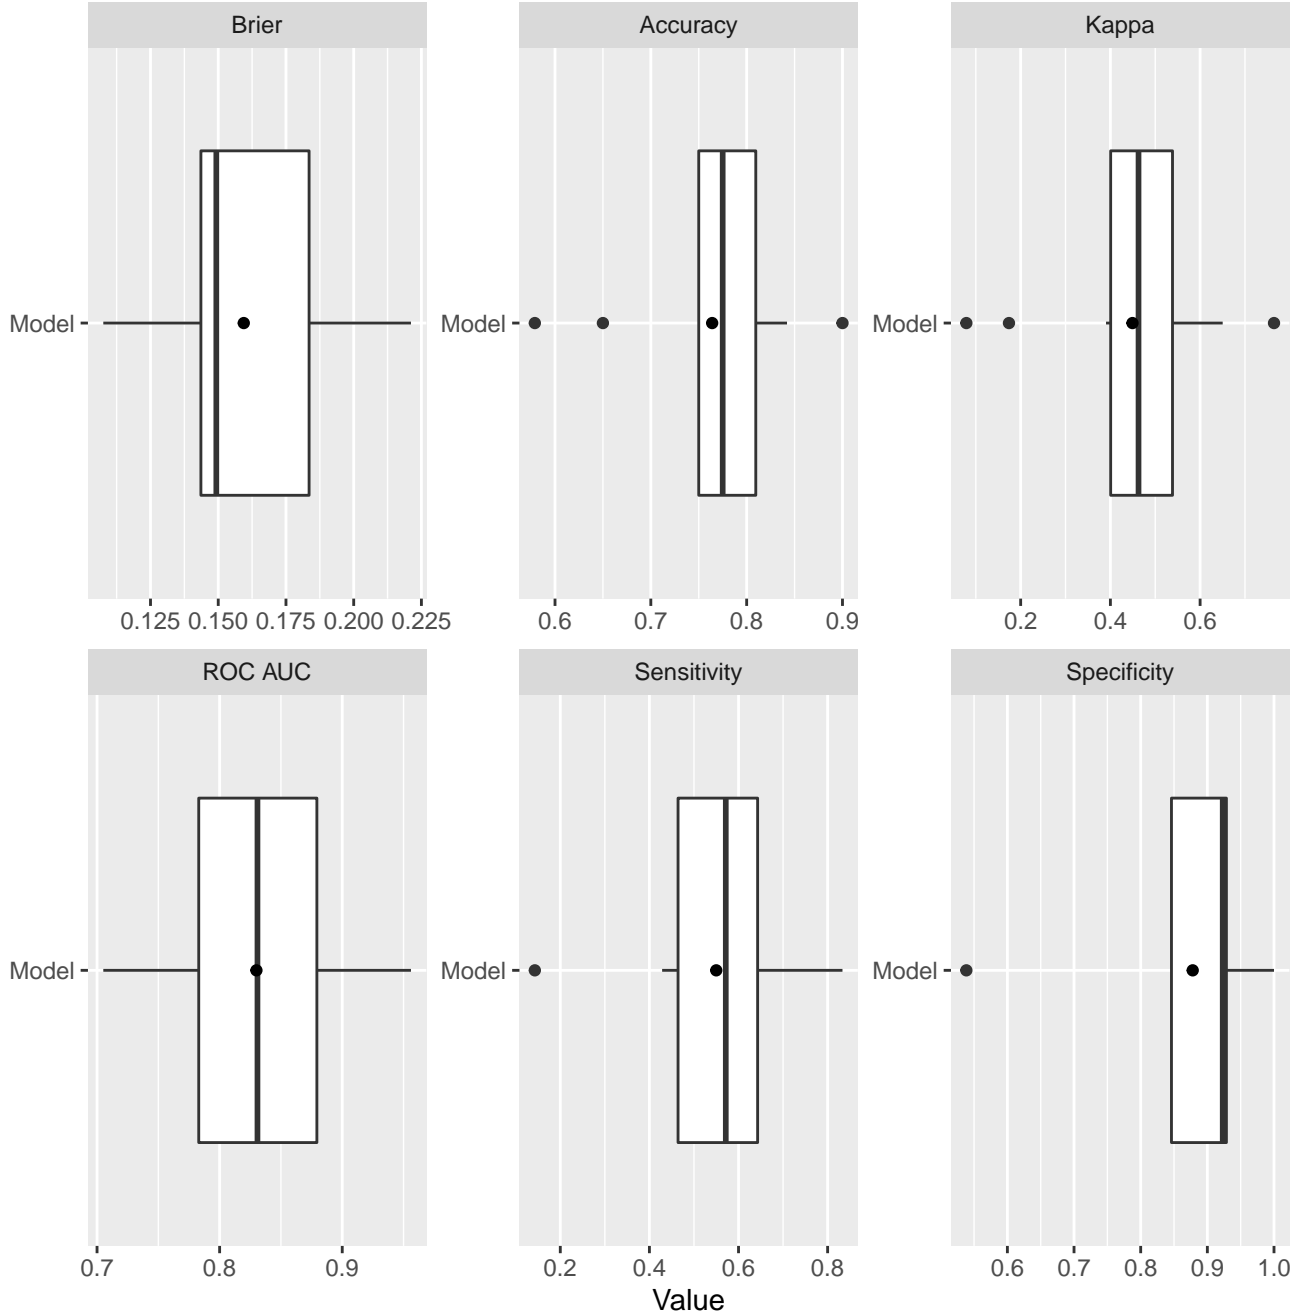 Brier Accuracy Kappa
Model Model Model
0.125 0.150 0.175 0.200 0.225 0.6 0.7 0.8 0.9 0.2 0.4 0.6
ROC AUC Sensitivity Specificity
Model Model Model
0.7 0.8 0.9 0.2 0.4 0.6 0.8 0.6 0.7 0.8 0.9 1.0
Value